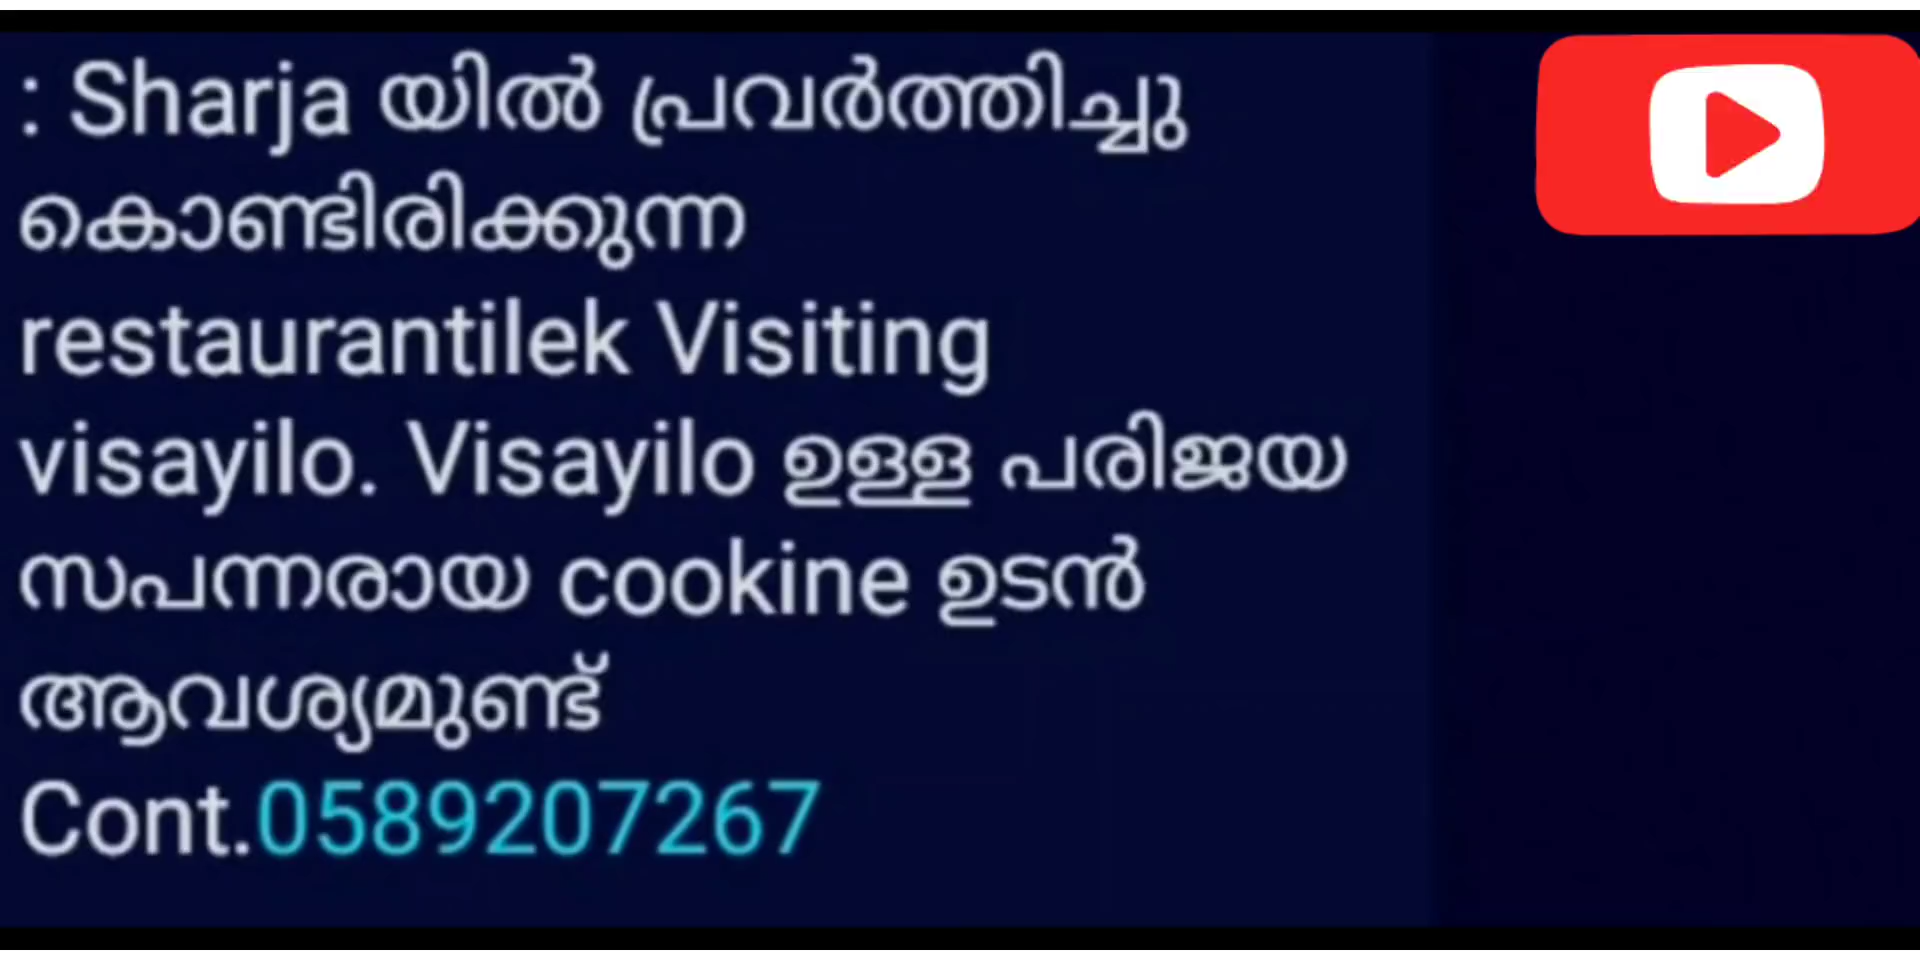 : Sharja യിൽ പ്രവർത്തിച്ചു
കൊണ്ടിരിക്കുന്ന
restaurantilek Visiting
visayilo. Visayilo ഉള്ള പരിജയ
സപന്നരായ cookine ഉടൻ
ആവശ്യമുണ്ട്
Cont.0589207267